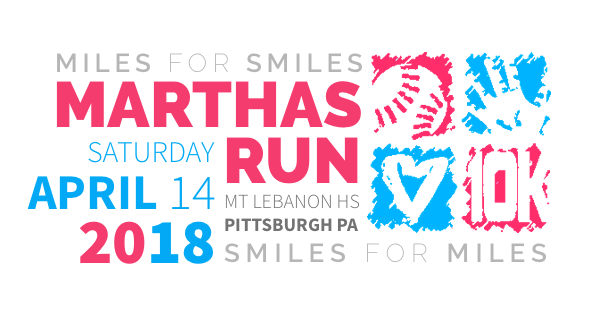 MILES FOR SMILES
MARTHAS
SATURDAY
RUN
APRIL 14
MT LEBANON HS
2018
PITTSBURGH PA
SMILES FOR MILES
10K